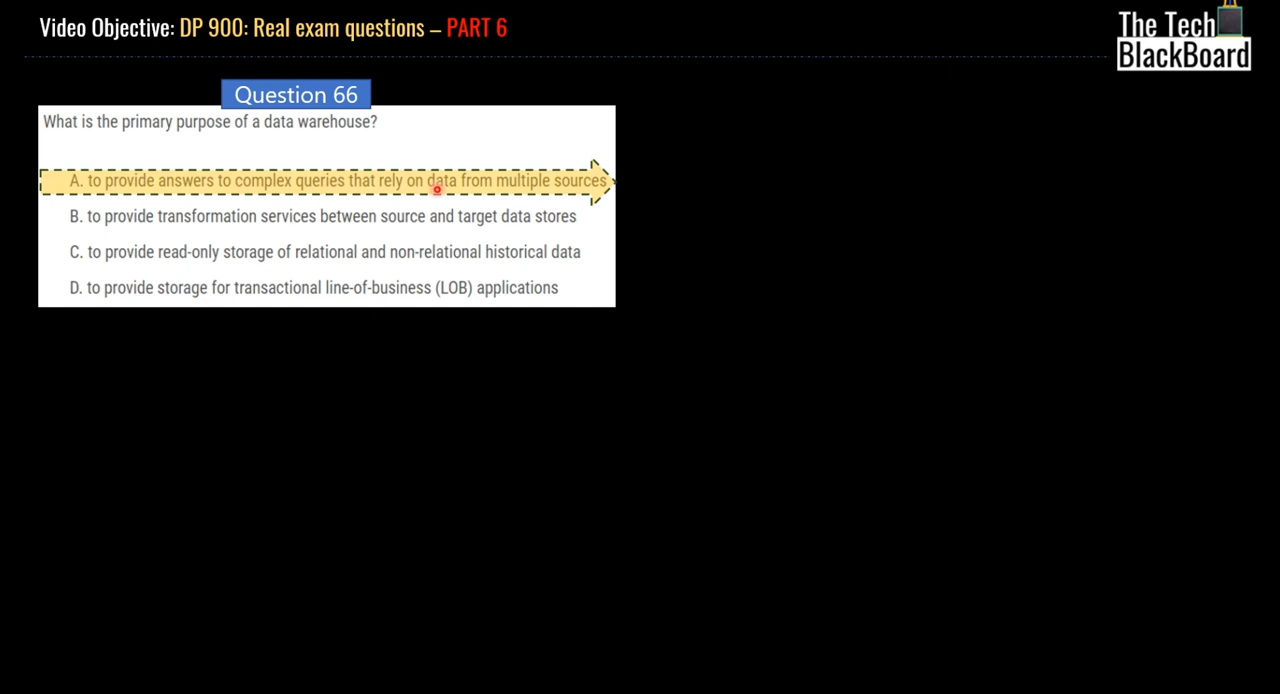 Video Objective: DP 900: Real exam questions – PART 6
The Tech
BlackBoard
Question 66
What is the primary purpose of a data warehouse?
A. to provide answers to complex queries that rely on data from multiple sources
B. to provide transformation services between source and target data stores
C. to provide read-only storage of relational and non-relational historical data
D. to provide storage for transactional line-of-business (LOB) applications